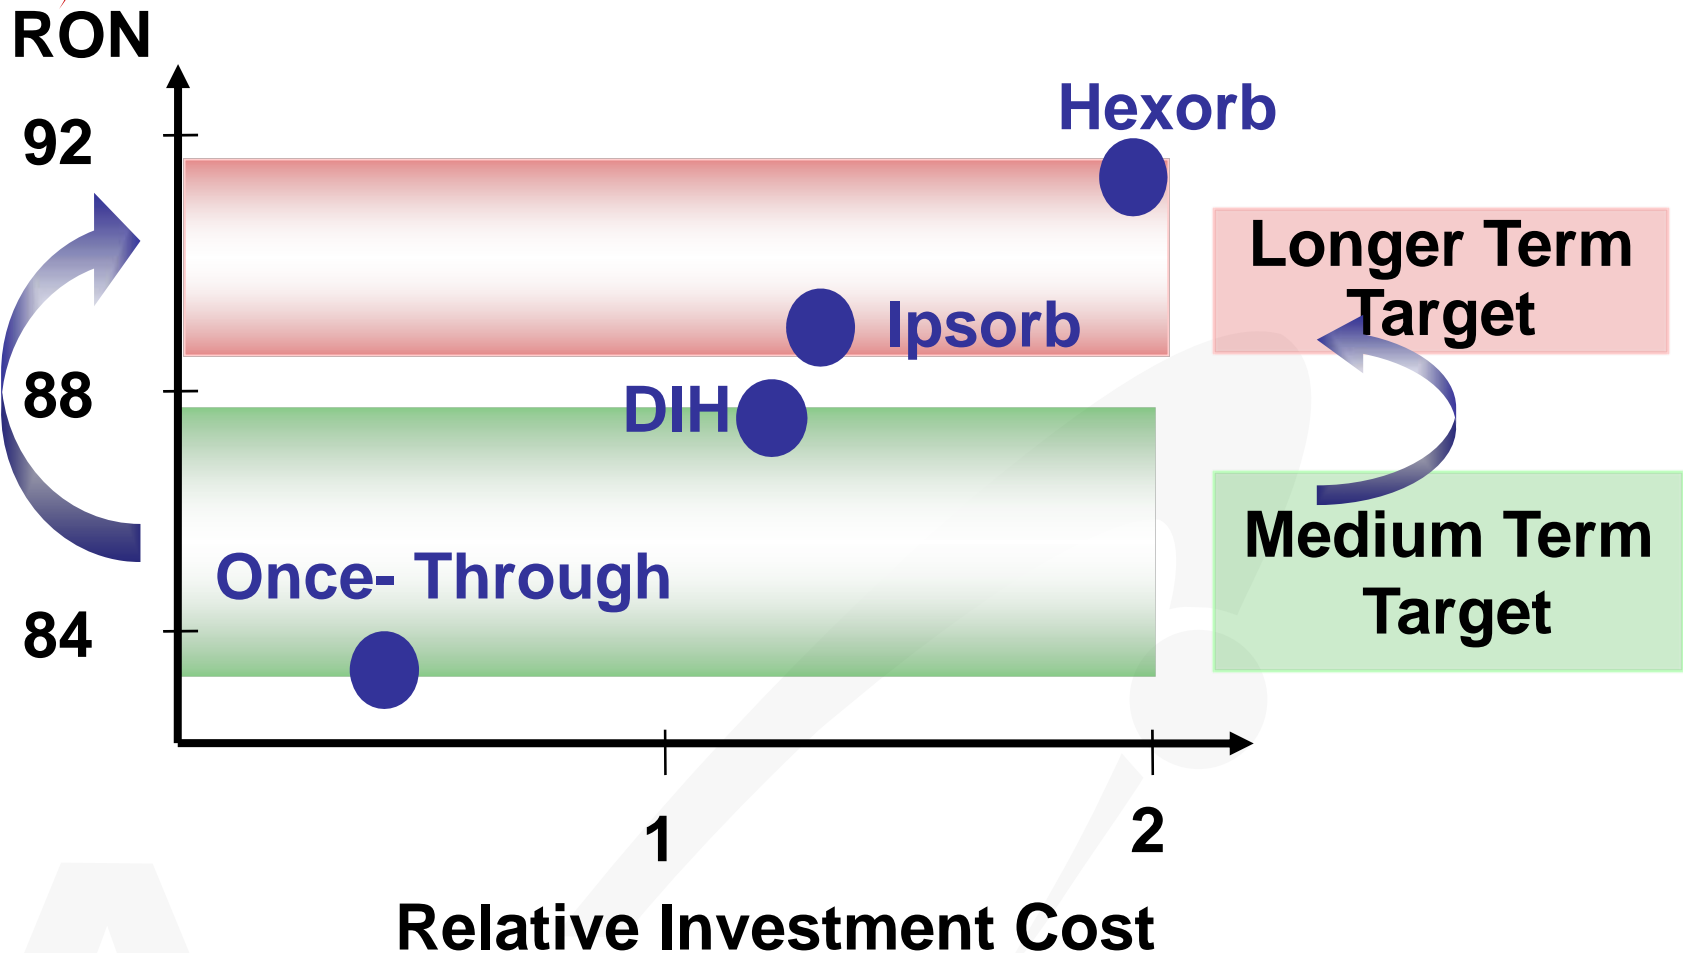 RON
92
Hexorb
Longer Term
Target
Ipsorb
88
DIH
Medium Term
Target
Once- Through
84
1
2
Relative Investment Cost